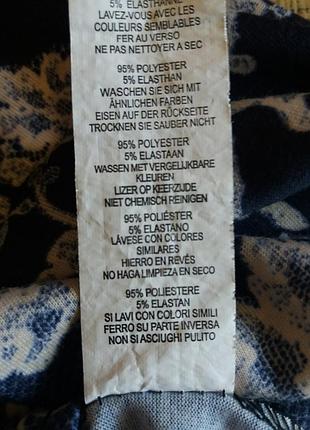 5% ELASTHANNE
LAVEZ-VOUS AVEC DES
COULEURS SEMBLABLES
FER AU VERSO
NE PAS NETTOYER A SEC
95% POLYESTER
5% ELASTHAN
WASCHEN SIE SICH MIT
ÄHNLICHEN FARBEN
EISEN AUF DER RÜCKSEITE
TROCKNEN SIE SAUBER NICHT
95% POLYESTER
5% ELASTAAN
WASSEN MET VERGELIJKBARE
KLEUREN
IJZER OP KEERZIJDE
NIET CHEMISCH REINIGEN
95% POLIÉSTER
5% ELASTANO
LÁVESE CON COLORES
SIMILARES
HIERRO EN REVÉS
NO HAGA LIMPIEZA EN SECO
95% POLIESTERE
5% ELASTAN
SI LAVI CON COLORI SIMILI
FERRO SU PARTE INVERSA
NON SI ASCIUGHI PULITO